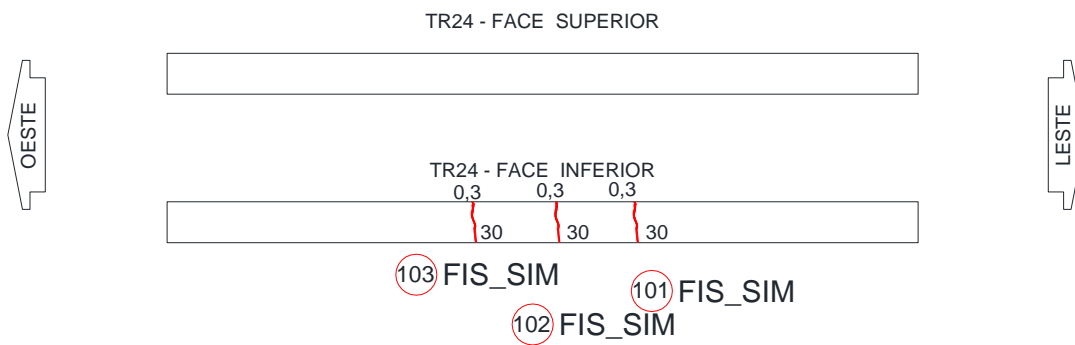 TR24 - FACE SUPERIOR
OESTE
LESTE
TR24 - FACE INFERIOR
0,3 0,3 0,3
30 30 30
103 FIS_SIM
101 FIS_SIM
102 FIS_SIM